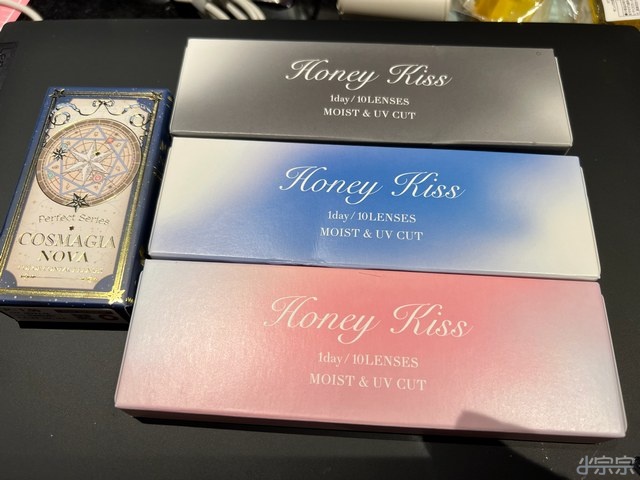 Honey Kiss
1day/10LENSES
MOIST & UV CUT
Honey Kiss
1day/10LENSES
MOIST & UV CUT
Perfect Series
COSMAGIA
NOVA
Honey Kiss
1day/10LENSES
MOIST & UV CUT
小宗宗